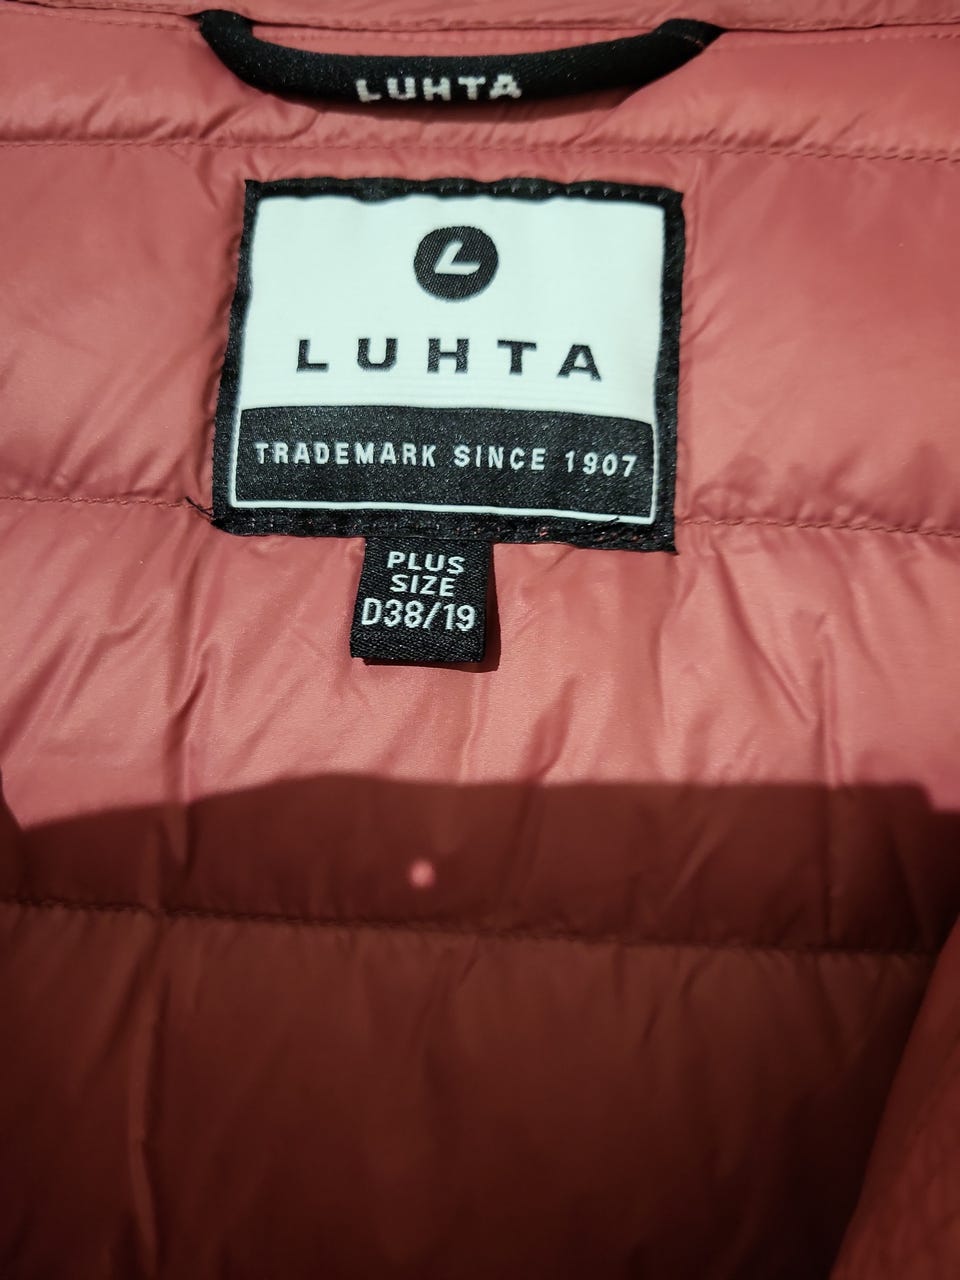 LUHTA
L
LUHTA
TRADEMARK SINCE 1907
PLUS
SIZE
D38/19